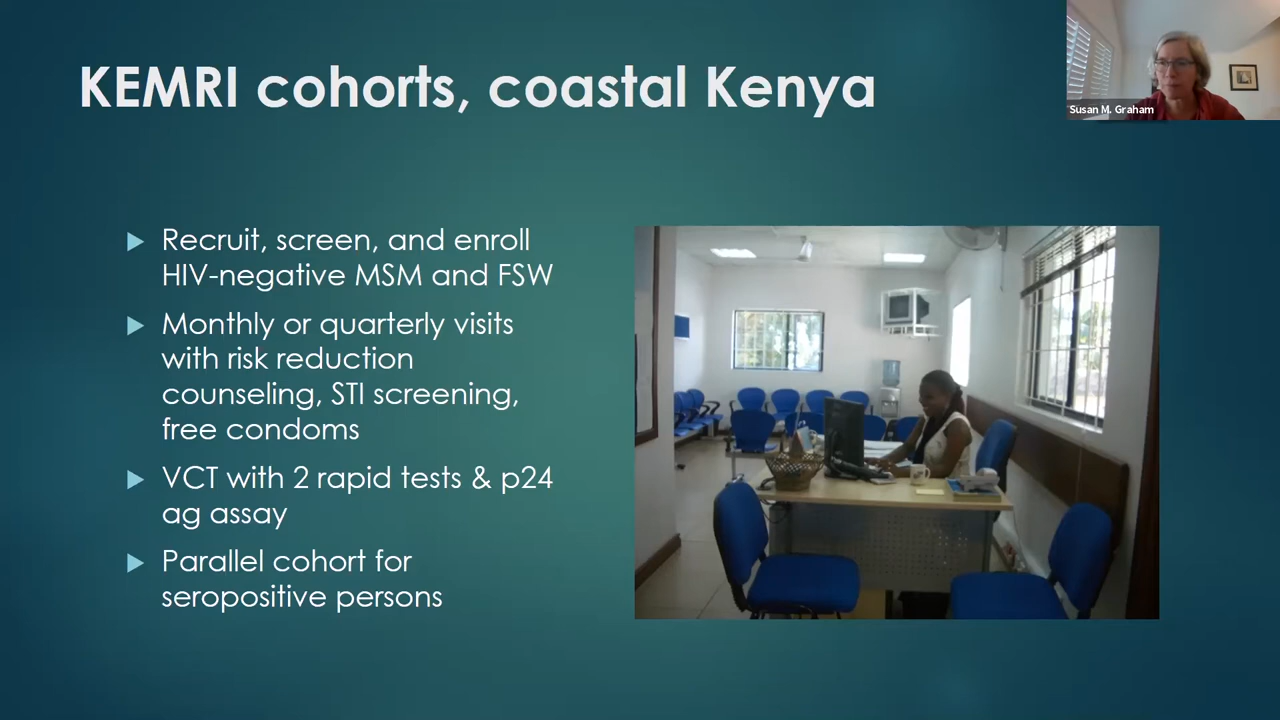 KEMRI cohorts, coastal Kenya
Susan M. Graham
Recruit, screen, and enroll
HIV-negative MSM and FSW
Monthly or quarterly visits
with risk reduction
counseling, STI screening,
free condoms
VCT with 2 rapid tests & p24
ag assay
Parallel cohort for
seropositive persons